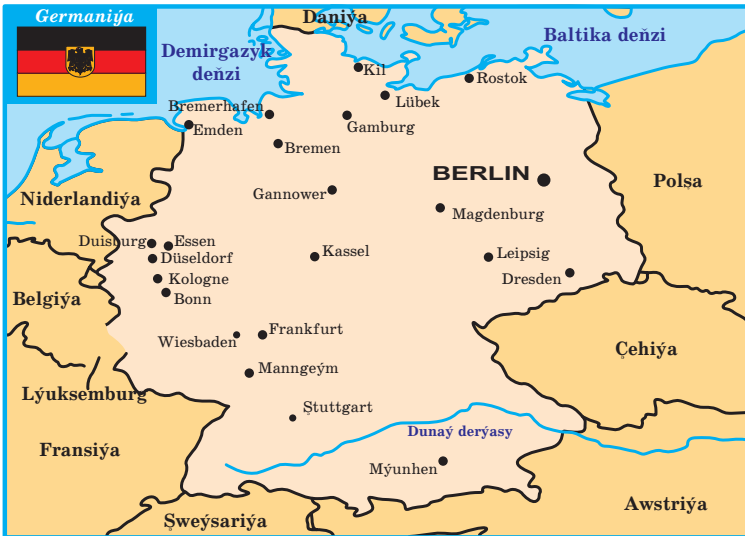 Germaniýa
Daniýa
Baltika deňzi
Demirgazyk
deňzi
Kil
Rostok
Lübek
Bremerhafen
Gamburg
Emden
Bremen
BERLIN
Polşa
Niderlandiýa
Gannower
Magdenburg
Duisburg
Essen
Düseldorf
Kassel
Leipsig
Dresden
Kologne
Bonn
Belgiýa
Wiesbaden
Frankfurt
Çehiýa
Manngeým
Lýuksemburg
Ştuttgart
Dunaý derýasy
Fransiýa
Mýunhen
Awstriýa
Şweýsariýa